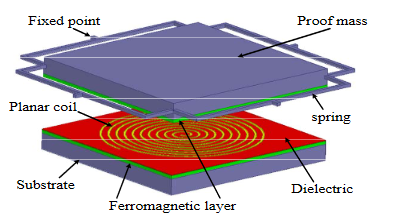 Fixed point
Proof mass
Planar coil
spring
Substrate
Dielectric
Ferromagnetic layer